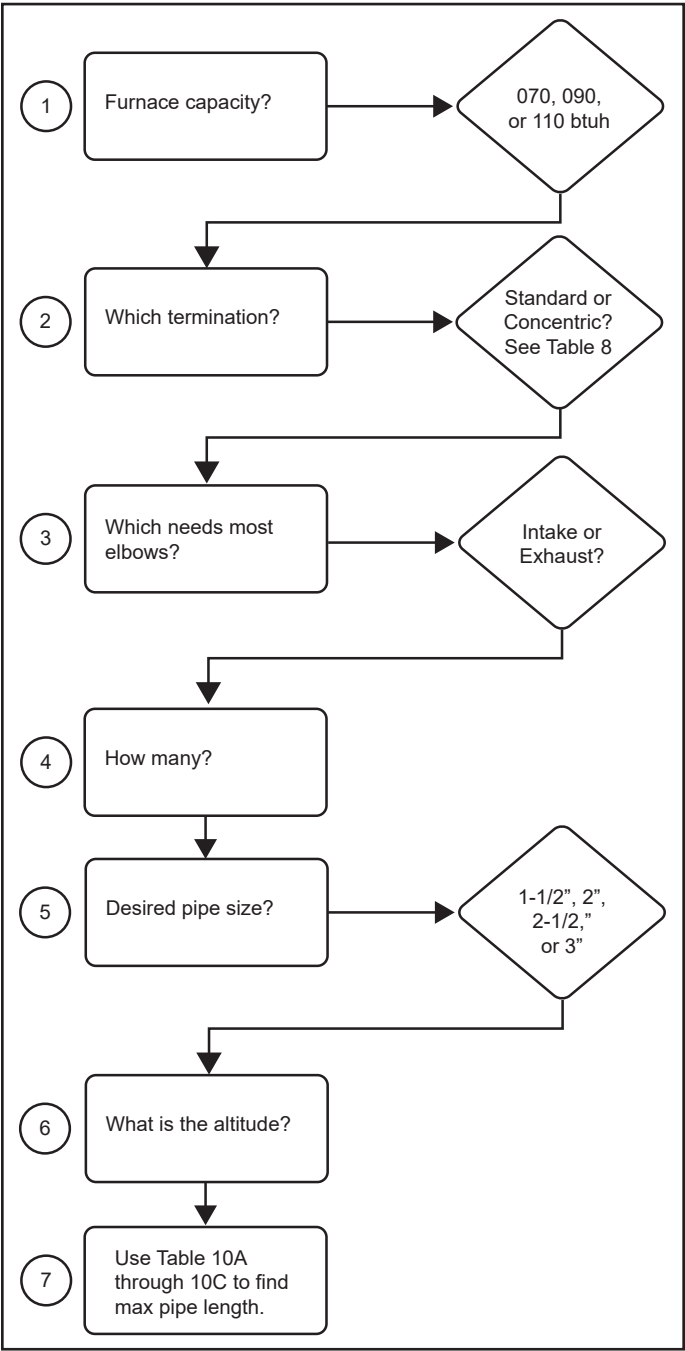 1
Furnace capacity?
070, 090,
or 110 btuh
2
Which termination?
Standard or
Concentric?
See Table 8
3
Which needs most
elbows?
Intake or
Exhaust?
4
How many?
5
Desired pipe size?
1-1/2”, 2”,
2-1/2,”
or 3”
6
What is the altitude?
7
Use Table 10A
through 10C to find
max pipe length.